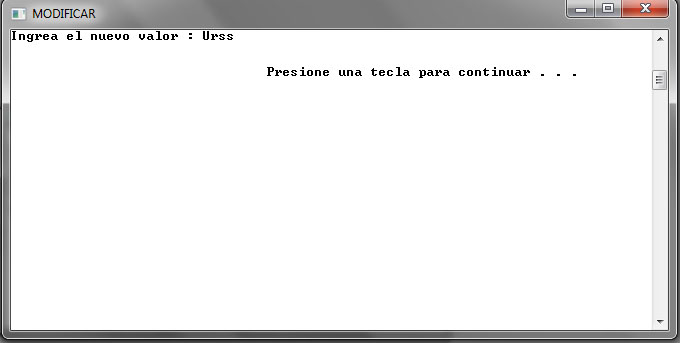 MODIFICAR
Ingrea el nuevo valor : Urss
Presione una tecla para continuar . . .